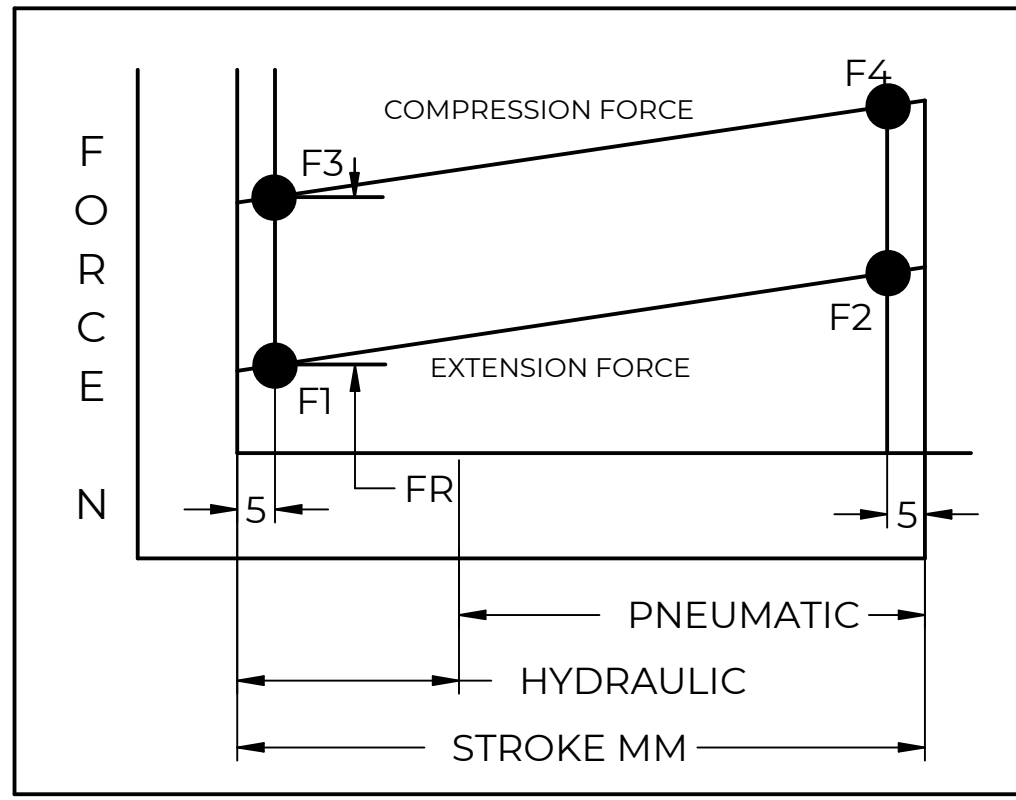 F4
COMPRESSION FORCE
F
O
R
C
E
N
F3
F2
EXTENSION FORCE
F1
FR
5
5
PNEUMATIC
HYDRAULIC
STROKE MM